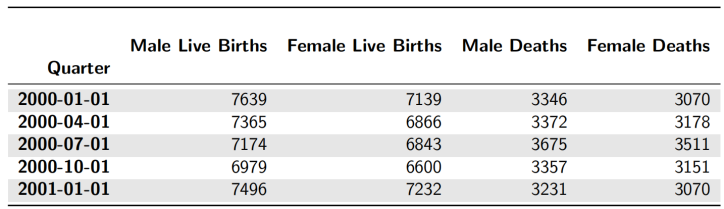 Male Live Births Female Live Births Male Deaths Female Deaths
Quarter
2000-01-01 7639 7139 3346 3070
2000-04-01 7365 6866 3372 3178
2000-07-01 7174 6843 3675 3511
2000-10-01 6979 6600 3357 3151
2001-01-01 7496 7232 3231 3070